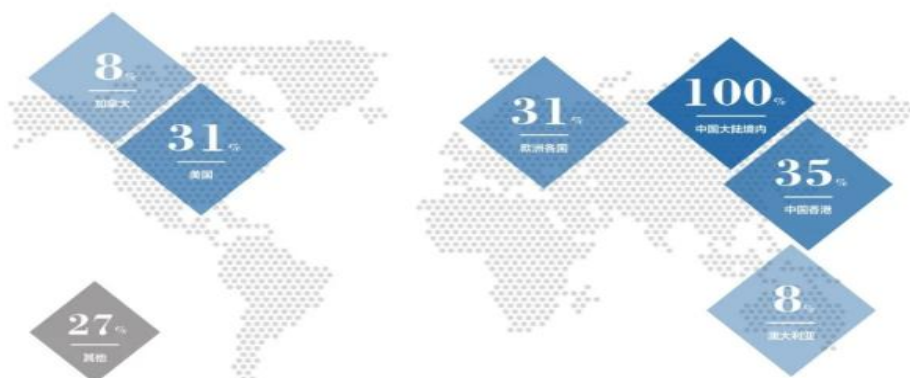 8%
加拿大
31%
美国
31%
欧洲各国
100%
中国大陆境内
35%
中国香港
8%
澳大利亚
27%
其他